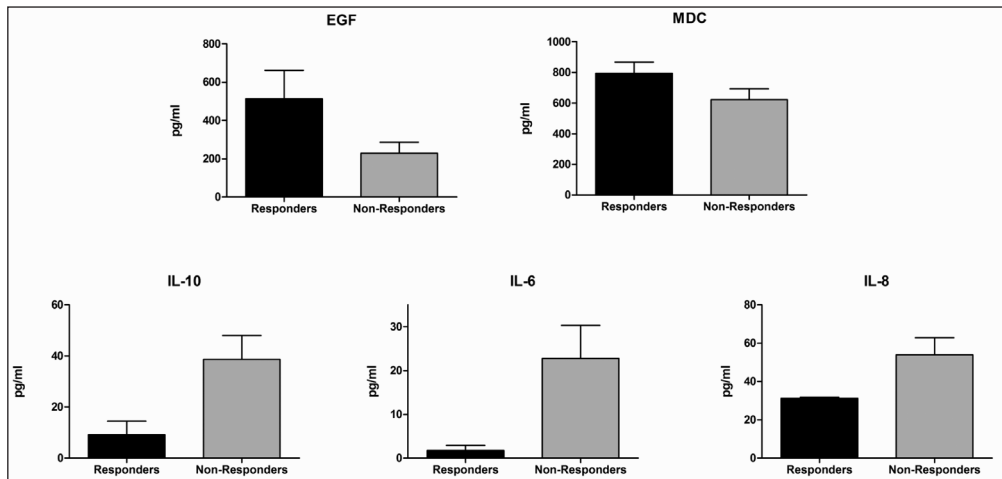 EGF
800
600
400
200
0
pg/ml
Responders
Non-Responders
MDC
1000
800
600
400
200
0
pg/ml
Responders
Non-Responders
IL-10
60
40
20
0
pg/ml
Responders
Non-Responders
IL-6
30
20
10
0
pg/ml
Responders
Non-Responders
IL-8
80
60
40
20
0
pg/ml
Responders
Non-Responders